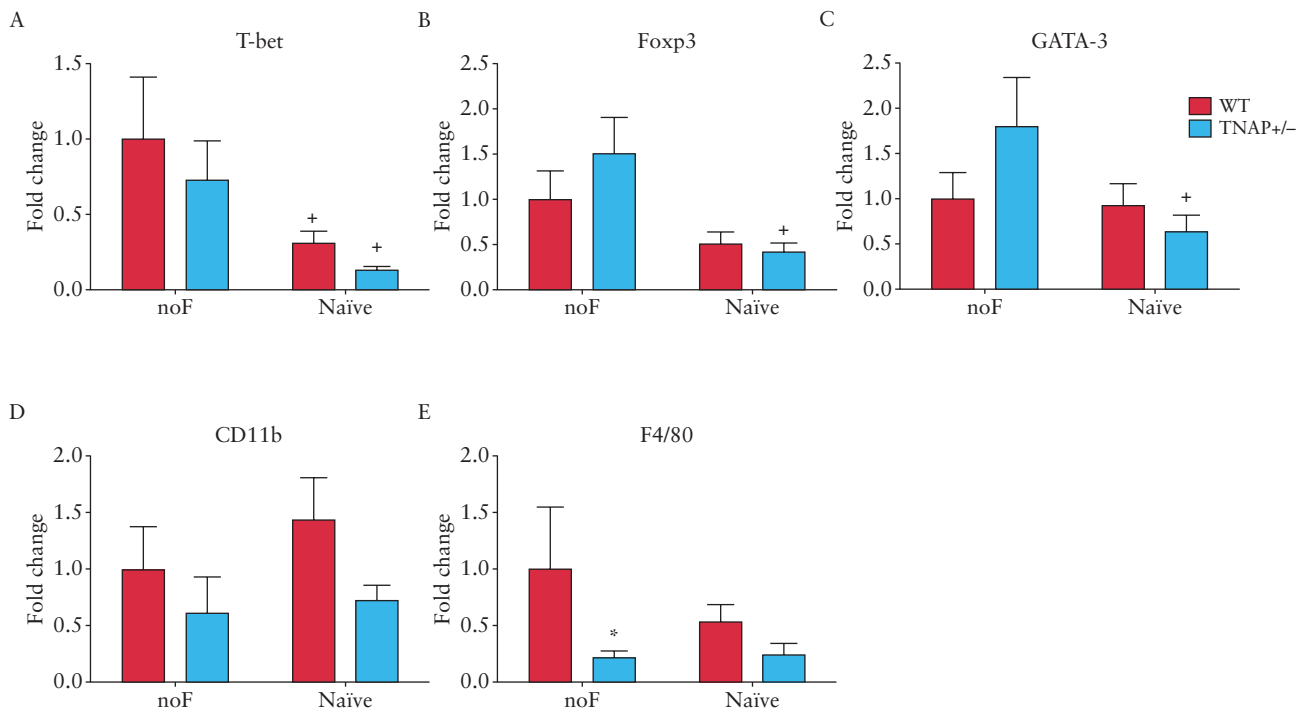 A
T-bet
Fold change
1.5
1.0
0.5
0.0
+
+
noF
Naïve
B
Foxp3
Fold change
2.5
2.0
1.5
1.0
0.5
0.0
+
noF
Naïve
C
GATA-3
Fold change
2.5
2.0
1.5
1.0
0.5
0.0
+
noF
Naïve
WT
TNAP+/–
D
CD11b
Fold change
2.0
1.5
1.0
0.5
0.0
noF
Naïve
E
F4/80
Fold change
2.0
1.5
1.0
0.5
0.0
*
noF
Naïve